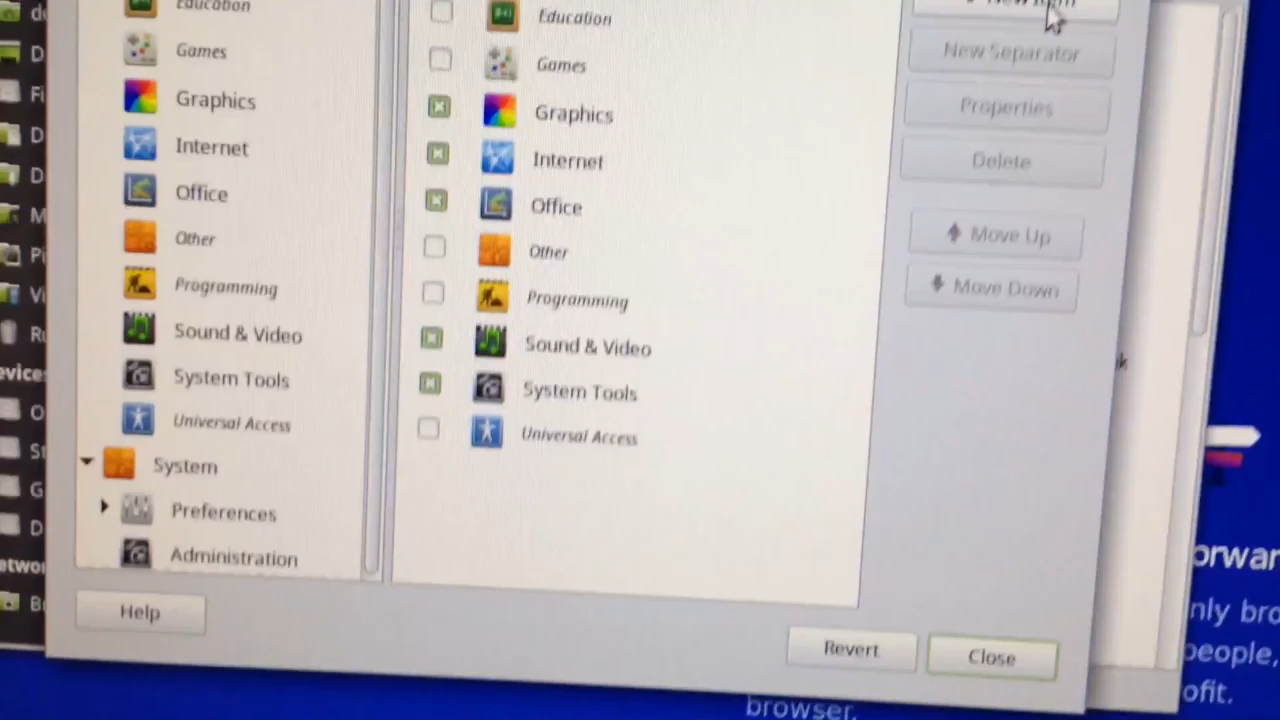 Education
Games
Graphics
Internet
Office
Other
Programming
Sound & Video
System Tools
Universal Access
System
Preferences
Administration
Help
Education
Games
Graphics
Internet
Office
Other
Programming
Sound & Video
System Tools
Universal Access
New Item
New Separator
Properties
Delete
Move Up
Move Down
Revert
Close
browser.
nly bro
people,
ofit.